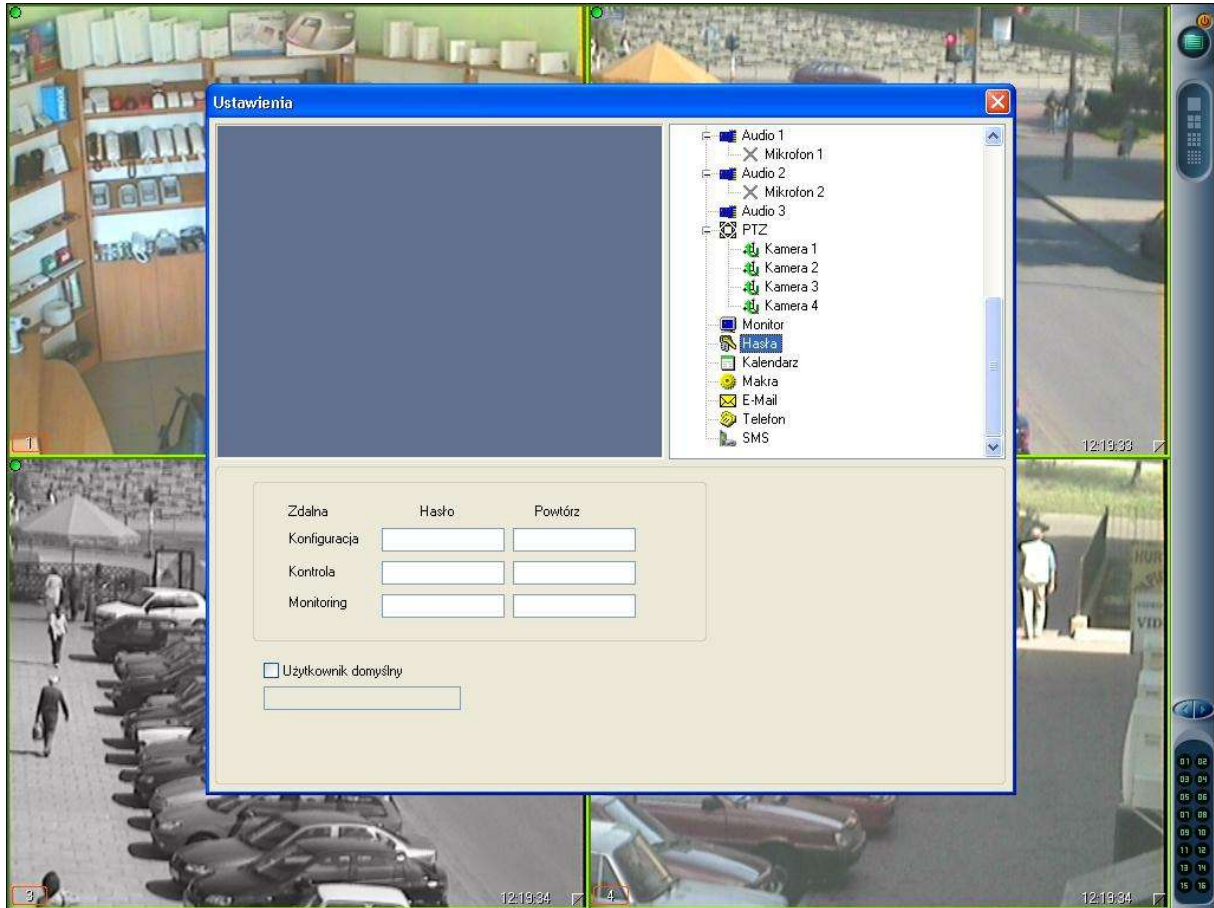 Ustawienia
Audio 1
Mikrofon 1
Audio 2
Mikrofon 2
Audio 3
PTZ
Kamera 1
Kamera 2
Kamera 3
Kamera 4
Monitor
Hasła
Kalendarz
Makra
E-Mail
Telefon
SMS
1
12:19:33
Zdalna Hasło Powtórz
Konfiguracja
Kontrola
Monitoring
Użytkownik domyślny
VID
01 02
03 04
05 06
07 08
09 10
11 12
13 14
15 16
3
12:19:34
4
12:19:34